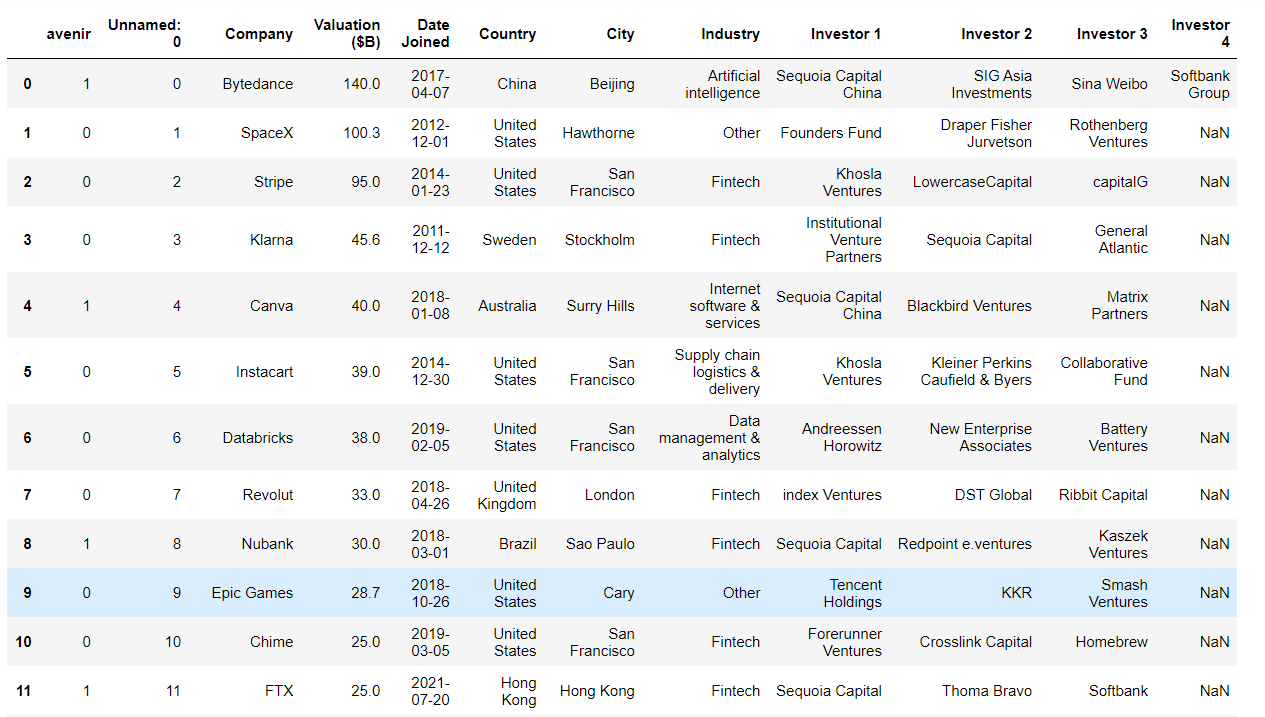 avenir Unnamed: 0 Company Valuation ($B) Date Joined Country City Industry Investor 1 Investor 2 Investor 3 Investor 4
0 1 0 Bytedance 140.0 2017-04-07 China Beijing Artificial intelligence Sequoia Capital China SIG Asia Investments Sina Weibo Softbank Group
1 0 1 SpaceX 100.3 2012-12-01 United States Hawthorne Other Founders Fund Draper Fisher Jurvetson Rothenberg Ventures NaN
2 0 2 Stripe 95.0 2014-01-23 United States San Francisco Fintech Khosla Ventures LowercaseCapital capitalG NaN
3 0 3 Klarna 45.6 2011-12-12 Sweden Stockholm Fintech Institutional Venture Partners Sequoia Capital General Atlantic NaN
4 1 4 Canva 40.0 2018-01-08 Australia Surry Hills Internet software & services Sequoia Capital China Blackbird Ventures Matrix Partners NaN
5 0 5 Instacart 39.0 2014-12-30 United States San Francisco Supply chain logistics & delivery Khosla Ventures Kleiner Perkins Caufield & Byers Collaborative Fund NaN
6 0 6 Databricks 38.0 2019-02-05 United States San Francisco Data management & analytics Andreessen Horowitz New Enterprise Associates Battery Ventures NaN
7 0 7 Revolut 33.0 2018-04-26 United Kingdom London Fintech index Ventures DST Global Ribbit Capital NaN
8 1 8 Nubank 30.0 2018-03-01 Brazil Sao Paulo Fintech Sequoia Capital Redpoint e.ventures Kaszek Ventures NaN
9 0 9 Epic Games 28.7 2018-10-26 United States Cary Other Tencent Holdings KKR Smash Ventures NaN
10 0 10 Chime 25.0 2019-03-05 United States San Francisco Fintech Forerunner Ventures Crosslink Capital Homebrew NaN
11 1 11 FTX 25.0 2021-07-20 Hong Kong Hong Kong Fintech Sequoia Capital Thoma Bravo Softbank NaN